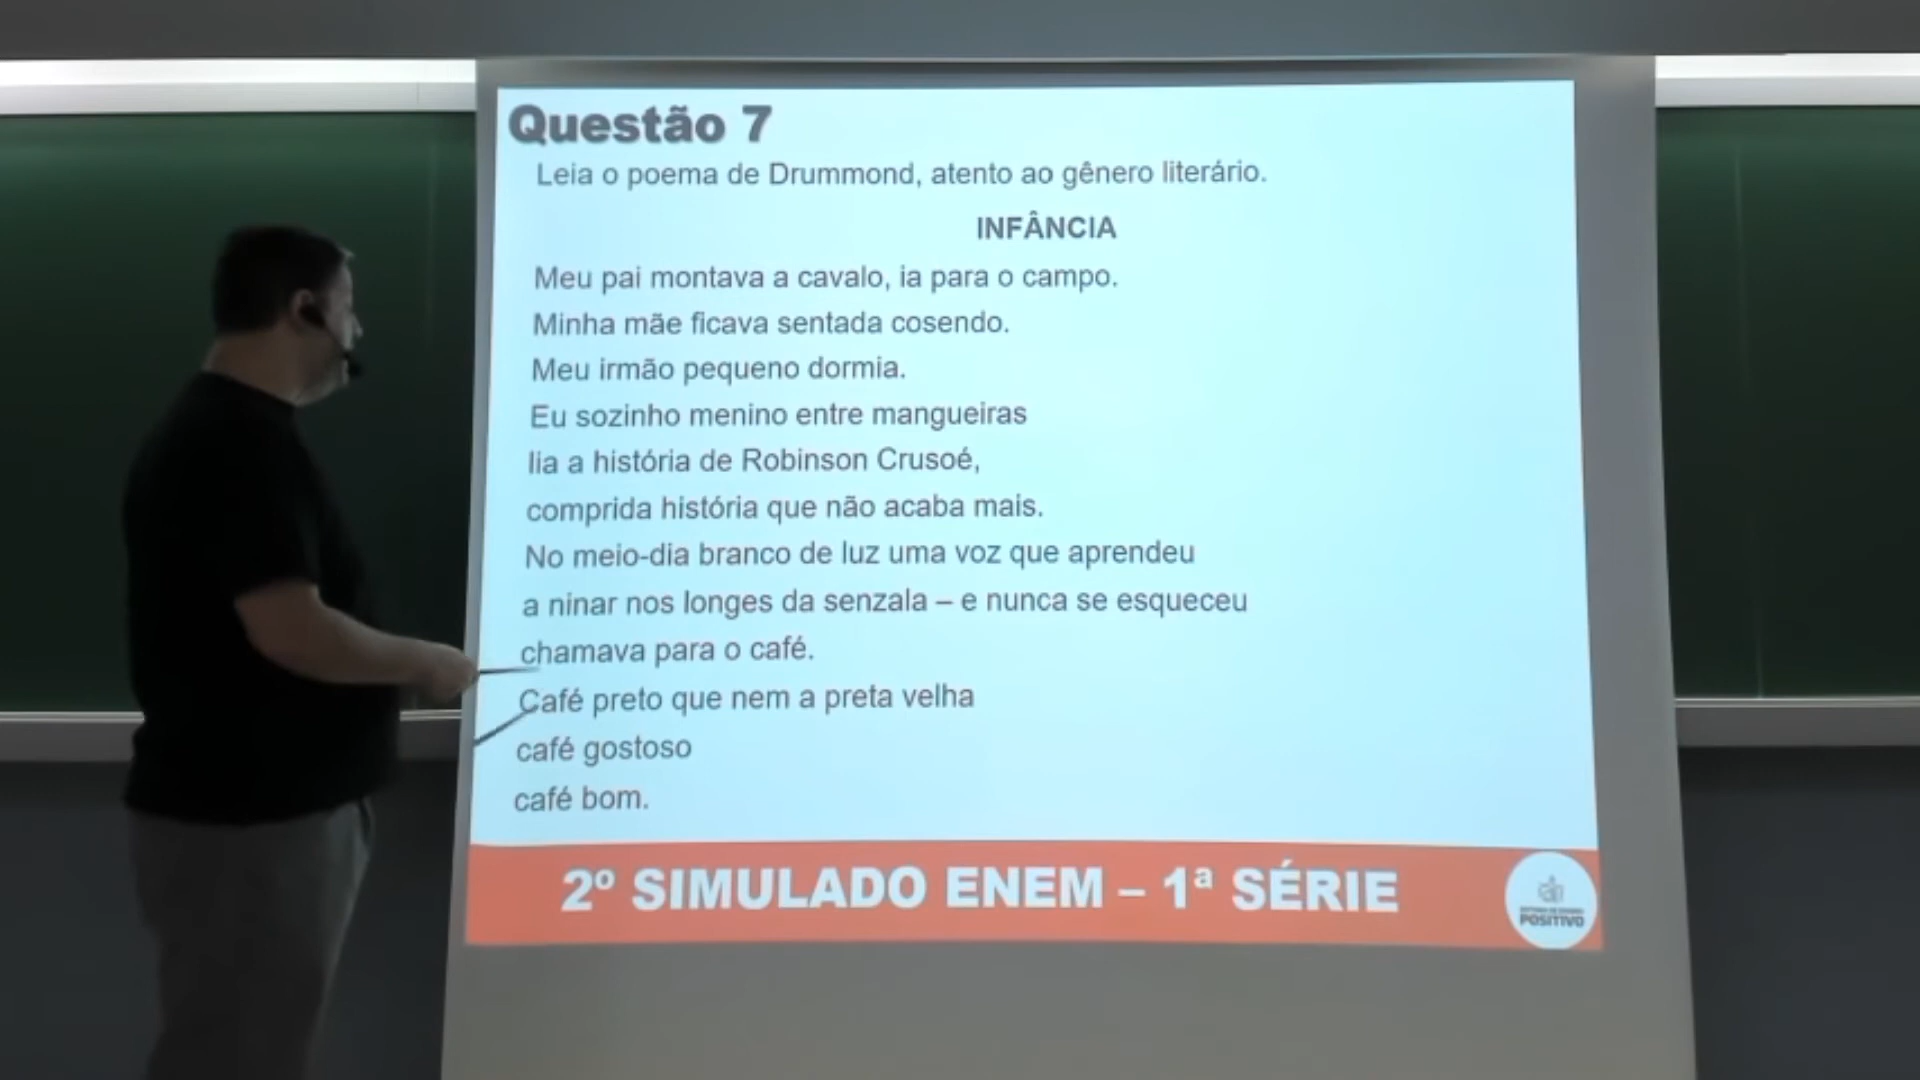 Questão 7
Leia o poema de Drummond, atento ao gênero literário.
INFÂNCIA
Meu pai montava a cavalo, ia para o campo.
Minha mãe ficava sentada cosendo.
Meu irmão pequeno dormia.
Eu sozinho menino entre mangueiras
lia a história de Robinson Crusoé,
comprida história que não acaba mais.
No meio-dia branco de luz uma voz que aprendeu
a ninar nos longes da senzala – e nunca se esqueceu
chamava para o café.
Café preto que nem a preta velha
café gostoso
café bom.
2º SIMULADO ENEM – 1ª SÉRIE
POSITIVO